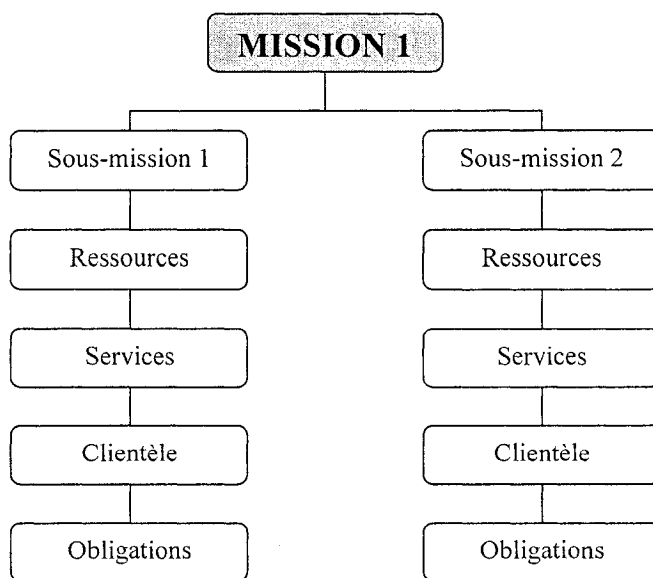 MISSION 1
Sous-mission 1
Sous-mission 2
Ressources
Ressources
Services
Services
Clientèle
Clientèle
Obligations
Obligations